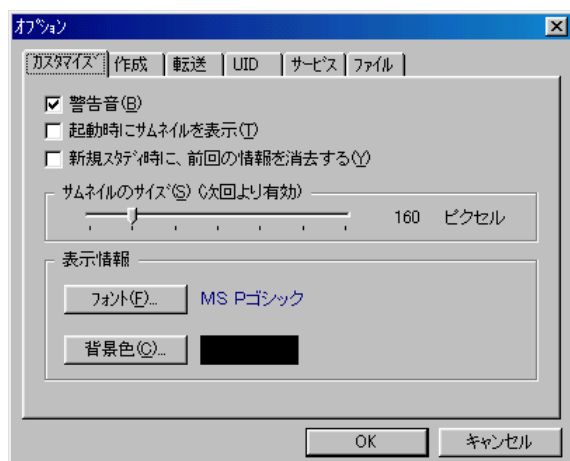 オプション
カスタマイズ 作成 転送 UID サービス ファイル
警告音(B)
起動時にサムネイルを表示(T)
新規スタディ時に、前回の情報を消去する(Y)
サムネイルのサイズ(S) (次回より有効)
160 ピクセル
表示情報
フォント(F)... MS Pゴシック
背景色(C)...
OK キャンセル